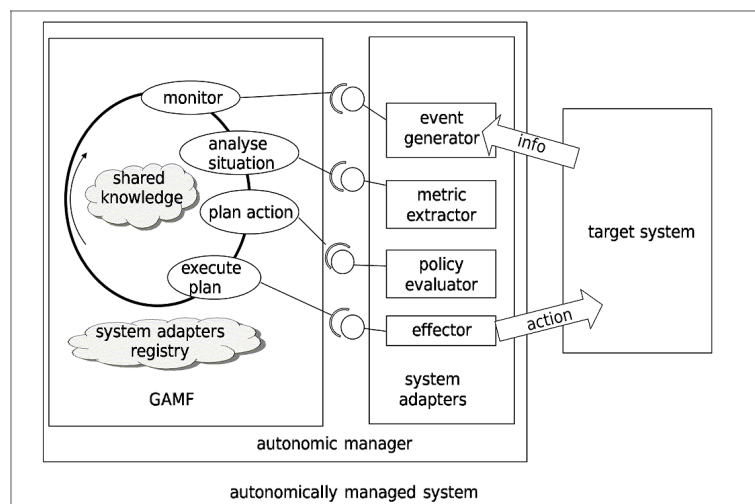 monitor
analyse
situation
shared
knowledge
plan action
execute
plan
system adapters
registry
GAMF
event
generator
metric
extractor
policy
evaluator
effector
system
adapters
info
action
target system
autonomic manager
autonomically managed system